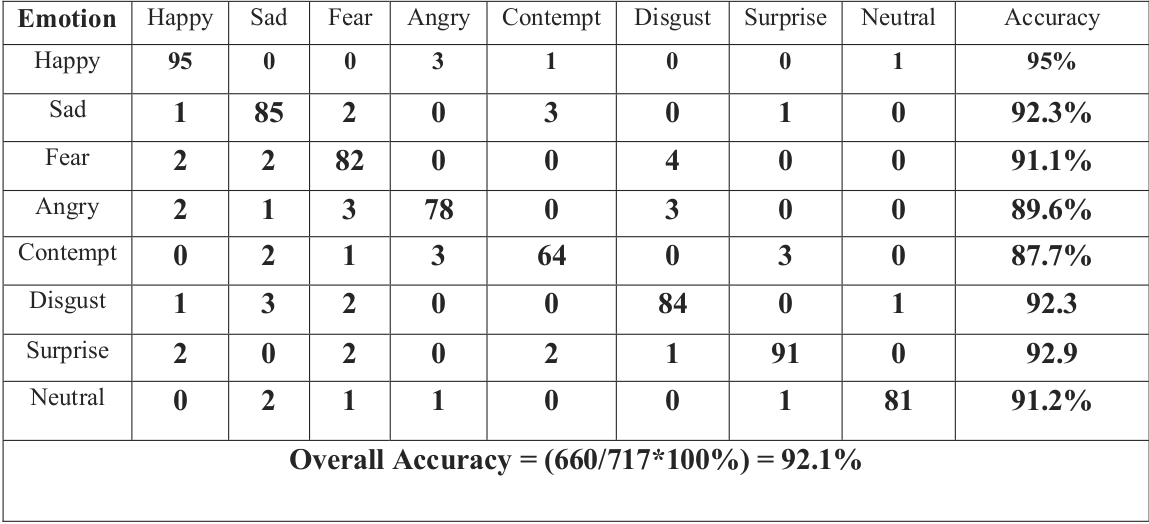 Emotion Happy Sad Fear Angry Contempt Disgust Surprise Neutral Accuracy
Happy 95 0 0 3 1 0 0 1 95%
Sad 1 85 2 0 3 0 1 0 92.3%
Fear 2 2 82 0 0 4 0 0 91.1%
Angry 2 1 3 78 0 3 0 0 89.6%
Contempt 0 2 1 3 64 0 3 0 87.7%
Disgust 1 3 2 0 0 84 0 1 92.3
Surprise 2 0 2 0 2 1 91 0 92.9
Neutral 0 2 1 1 0 0 1 81 91.2%
Overall Accuracy = (660/717*100%) = 92.1%